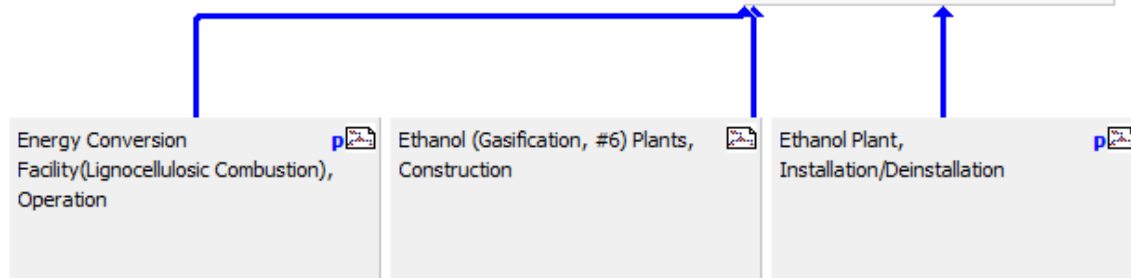 Energy Conversion p
Facility(Lignocellulosic Combustion),
Operation
Ethanol (Gasification, #6) Plants,
Construction
Ethanol Plant, p
Installation/Deinstallation